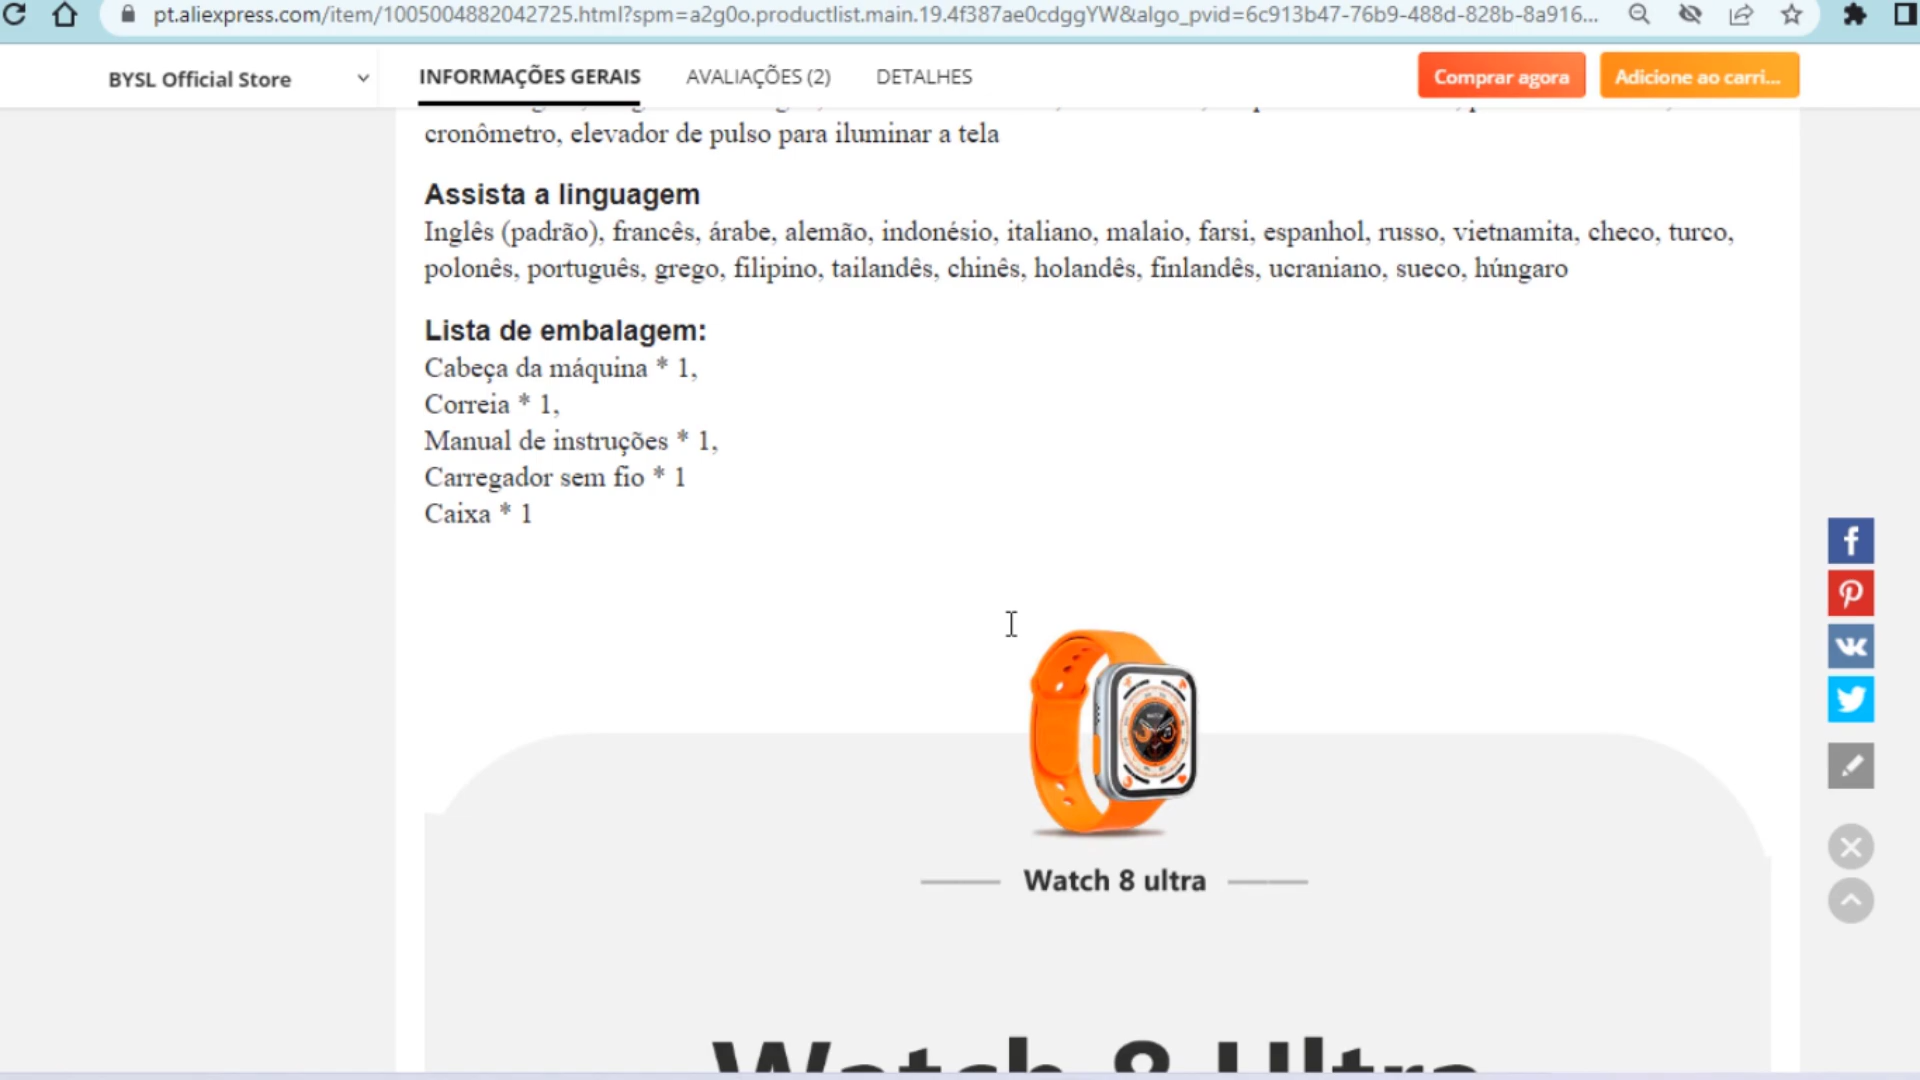 pt.aliexpress.com/item/1005004882042725.html?spm=a2g0o.productlist.main.19.4f387ae0cdggYW&algo_pvid=6c913b47-76b9-488d-828b-8a916...
BYSL Official Store
INFORMAÇÕES GERAIS
AVALIAÇÕES (2)
DETALHES
Comprar agora
Adicione ao carri...
cronômetro, elevador de pulso para iluminar a tela
Assista a linguagem
Inglês (padrão), francês, árabe, alemão, indonésio, italiano, malaio, farsi, espanhol, russo, vietnamita, checo, turco,
polonês, português, grego, filipino, tailandês, chinês, holandês, finlandês, ucraniano, sueco, húngaro
Lista de embalagem:
Cabeça da máquina * 1,
Correia * 1,
Manual de instruções * 1,
Carregador sem fio * 1
Caixa * 1
Watch 8 ultra
Watch 8 Ultra